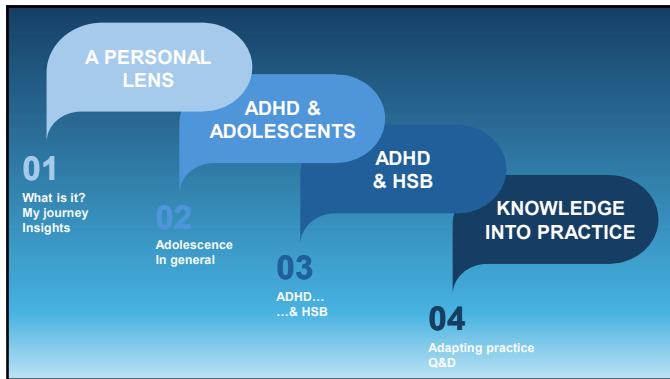 A PERSONAL
LENS
01
What is it?
My journey
Insights
ADHD &
ADOLESCENTS
02
Adolescence
In general
ADHD
& HSB
03
ADHD…
…& HSB
KNOWLEDGE
INTO PRACTICE
04
Adapting practice
Q&D